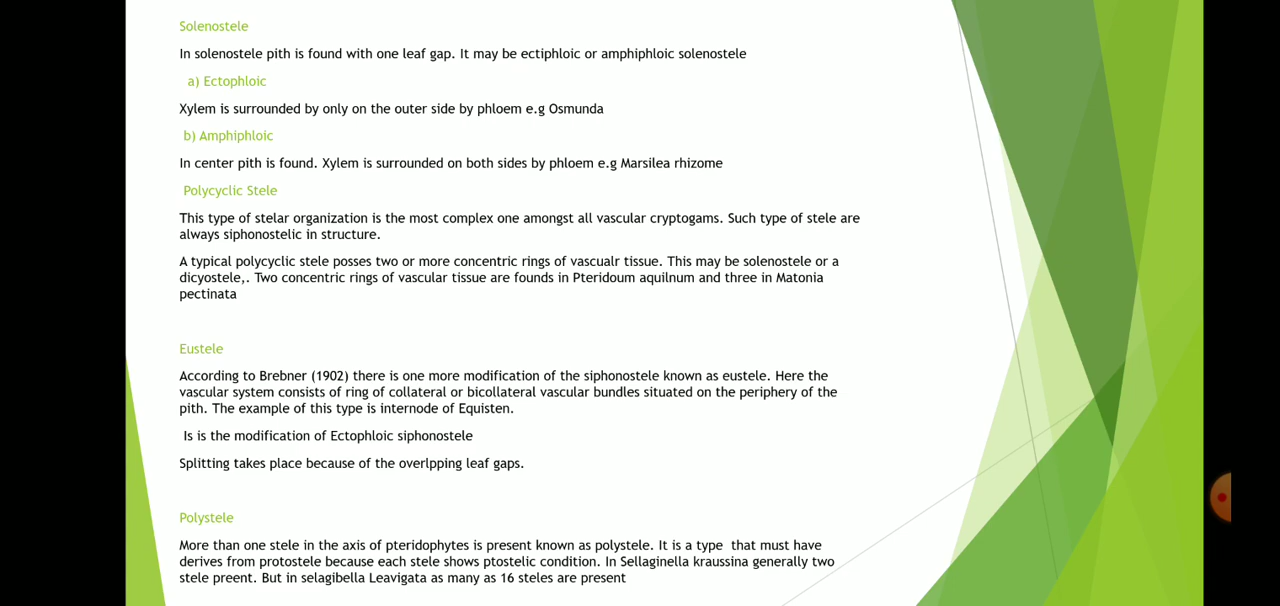 Solenostele
In solenostele pith is found with one leaf gap. It may be ectiphloic or amphiphloic solenostele
a) Ectophloic
Xylem is surrounded by only on the outer side by phloem e.g Osmunda
b) Amphiphloic
In center pith is found. Xylem is surrounded on both sides by phloem e.g Marsilea rhizome
Polycyclic Stele
This type of stelar organization is the most complex one amongst all vascular cryptogams. Such type of stele are
always siphonostelic in structure.
A typical polycyclic stele posses two or more concentric rings of vascualr tissue. This may be solenostele or a
dicyostele,. Two concentric rings of vascular tissue are founds in Pteridoum aquilnum and three in Matonia
pectinata
Eustele
According to Brebner (1902) there is one more modification of the siphonostele known as eustele. Here the
vascular system consists of ring of collateral or bicollateral vascular bundles situated on the periphery of the
pith. The example of this type is internode of Equisten.
Is is the modification of Ectophloic siphonostele
Splitting takes place because of the overlpping leaf gaps.
Polystele
More than one stele in the axis of pteridophytes is present known as polystele. It is a type that must have
derives from protostele because each stele shows ptostelic condition. In Sellaginella kraussina generally two
stele preent. But in selagibella Leavigata as many as 16 steles are present